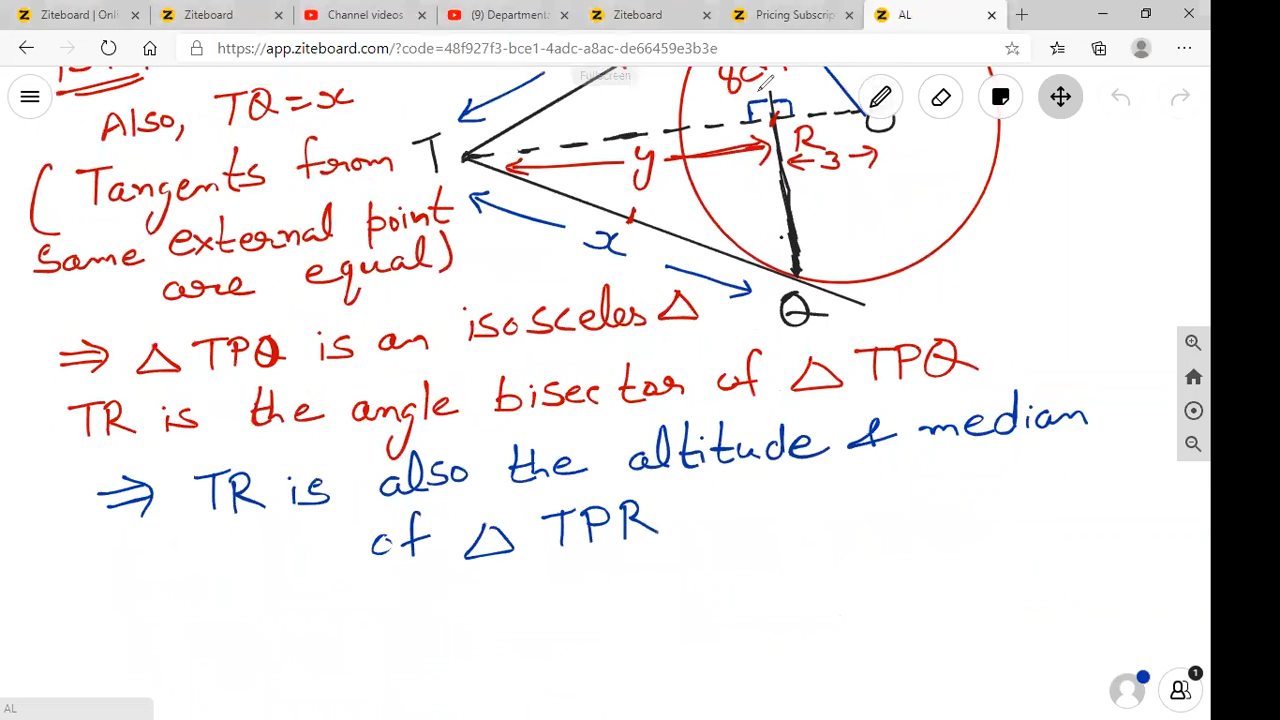 Ziteboard | Onli
Ziteboard
Channel videos
(9) Department
Ziteboard
Pricing Subscrip
AL
https://app.ziteboard.com/?code=48f927f3-bce1-4adc-a8ac-de66459e3b3e
Fullscreen
Also, TQ = x
(Tangents from
same external point
are equal)
T
y
R
3
x
Q
⇒ △ TPQ is an isosceles △
TR is the angle bisector of △ TPQ
⇒ TR is also the altitude & median
of △ TPR
AL
1